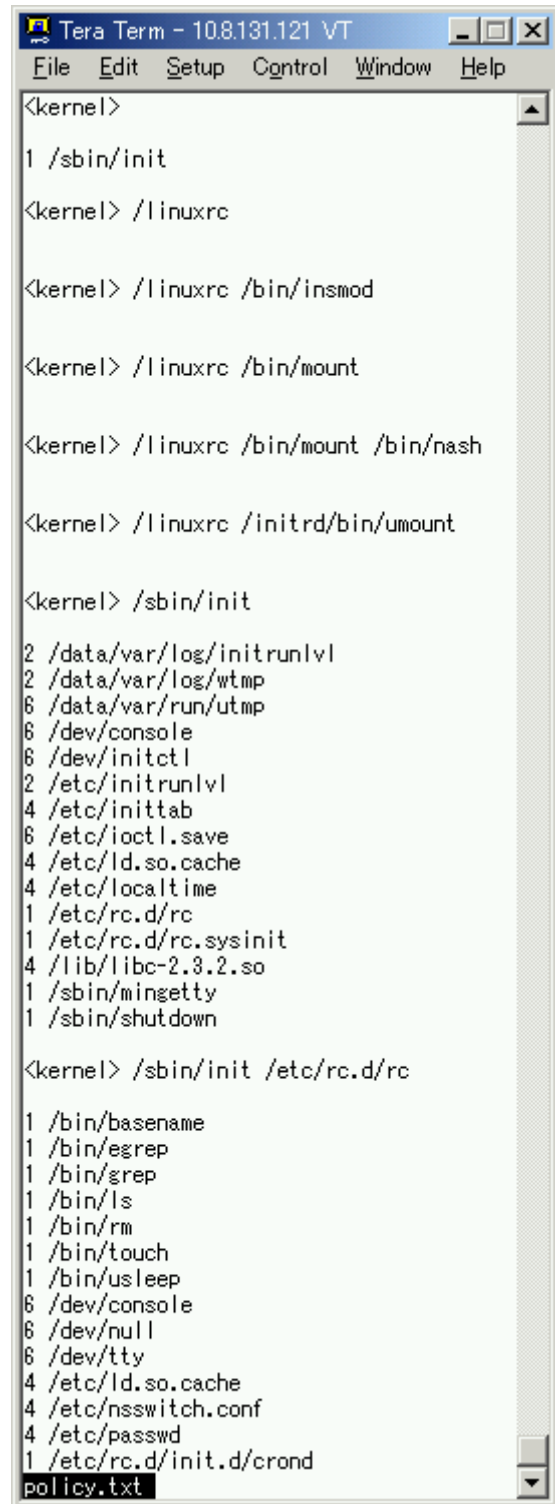 Tera Term - 10.8.131.121 VT
File Edit Setup Control Window Help
<kernel>
1 /sbin/init
<kernel> /linuxrc
<kernel> /linuxrc /bin/insmod
<kernel> /linuxrc /bin/mount
<kernel> /linuxrc /bin/mount /bin/nash
<kernel> /linuxrc /initrd/bin/umount
<kernel> /sbin/init
2 /data/var/log/initrunlvl
2 /data/var/log/wtmp
6 /data/var/run/utmp
6 /dev/console
6 /dev/initctl
2 /etc/initrunlvl
4 /etc/inittab
6 /etc/ioctl.save
4 /etc/ld.so.cache
4 /etc/localtime
1 /etc/rc.d/rc
1 /etc/rc.d/rc.sysinit
4 /lib/libc-2.3.2.so
1 /sbin/mingetty
1 /sbin/shutdown
<kernel> /sbin/init /etc/rc.d/rc
1 /bin/basename
1 /bin/egrep
1 /bin/grep
1 /bin/ls
1 /bin/rm
1 /bin/touch
1 /bin/usleep
6 /dev/console
6 /dev/null
6 /dev/tty
4 /etc/ld.so.cache
4 /etc/nsswitch.conf
4 /etc/passwd
1 /etc/rc.d/init.d/crond
policy.txt